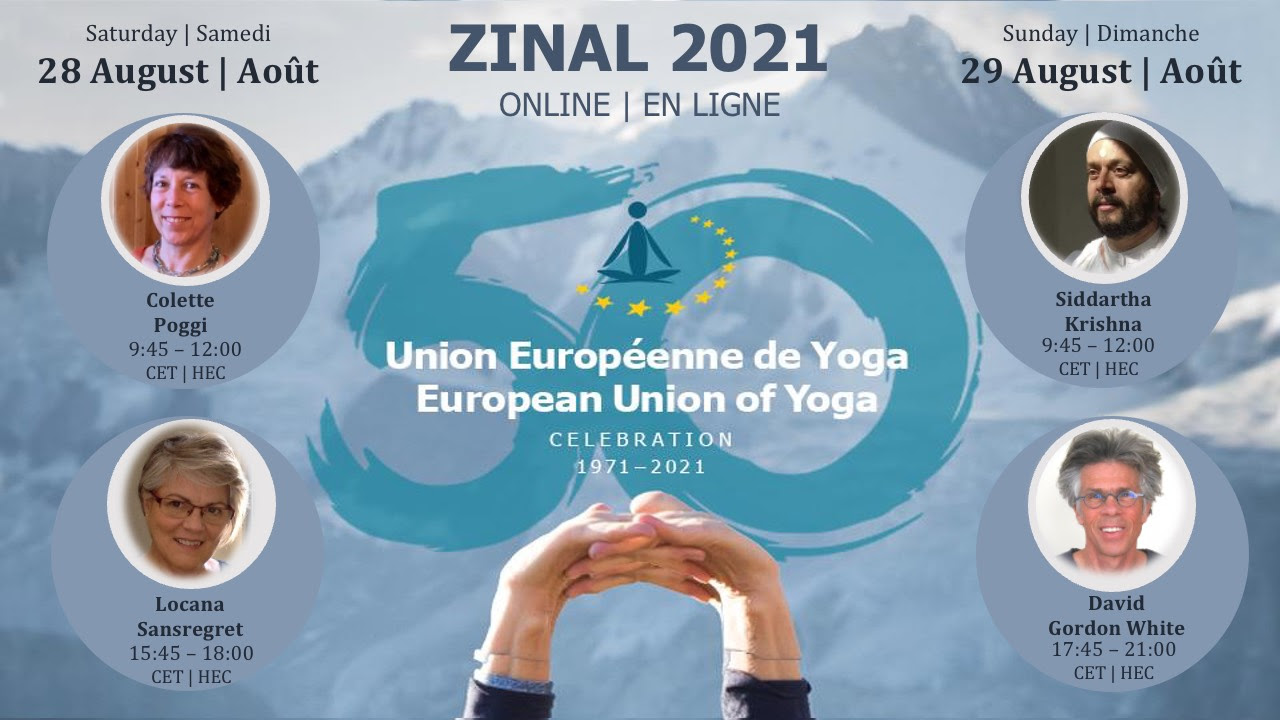 Saturday | Samedi
28 August | Août
ZINAL 2021
ONLINE | EN LIGNE
Sunday | Dimanche
29 August | Août
Colette
Poggi
9:45 – 12:00
CET | HEC
Siddartha
Krishna
9:45 – 12:00
CET | HEC
50
Union Européenne de Yoga
European Union of Yoga
CELEBRATION
1971–2021
Locana
Sansregret
15:45 – 18:00
CET | HEC
David
Gordon White
17:45 – 21:00
CET | HEC